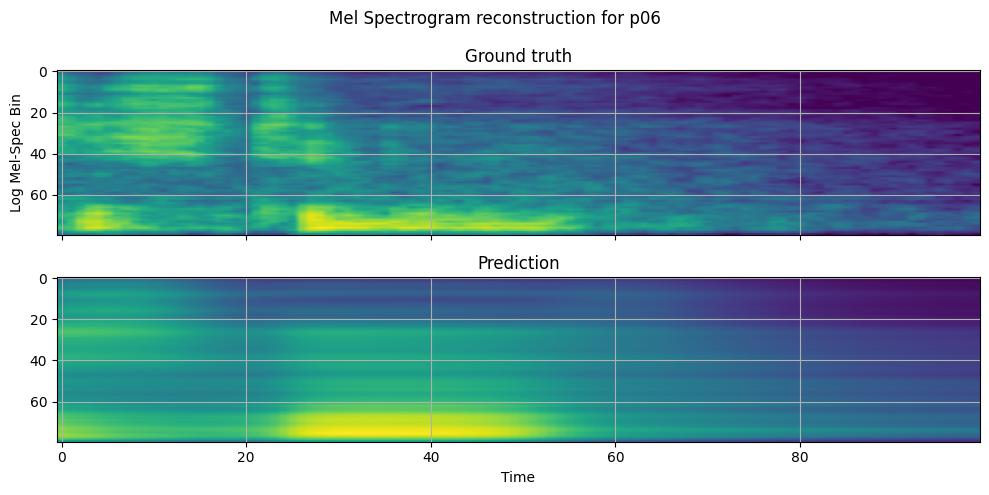 Mel Spectrogram reconstruction for p06
Ground truth
0
20
40
60
Log Mel-Spec Bin
Prediction
0
20
40
60
0 20 40 60 80
Time